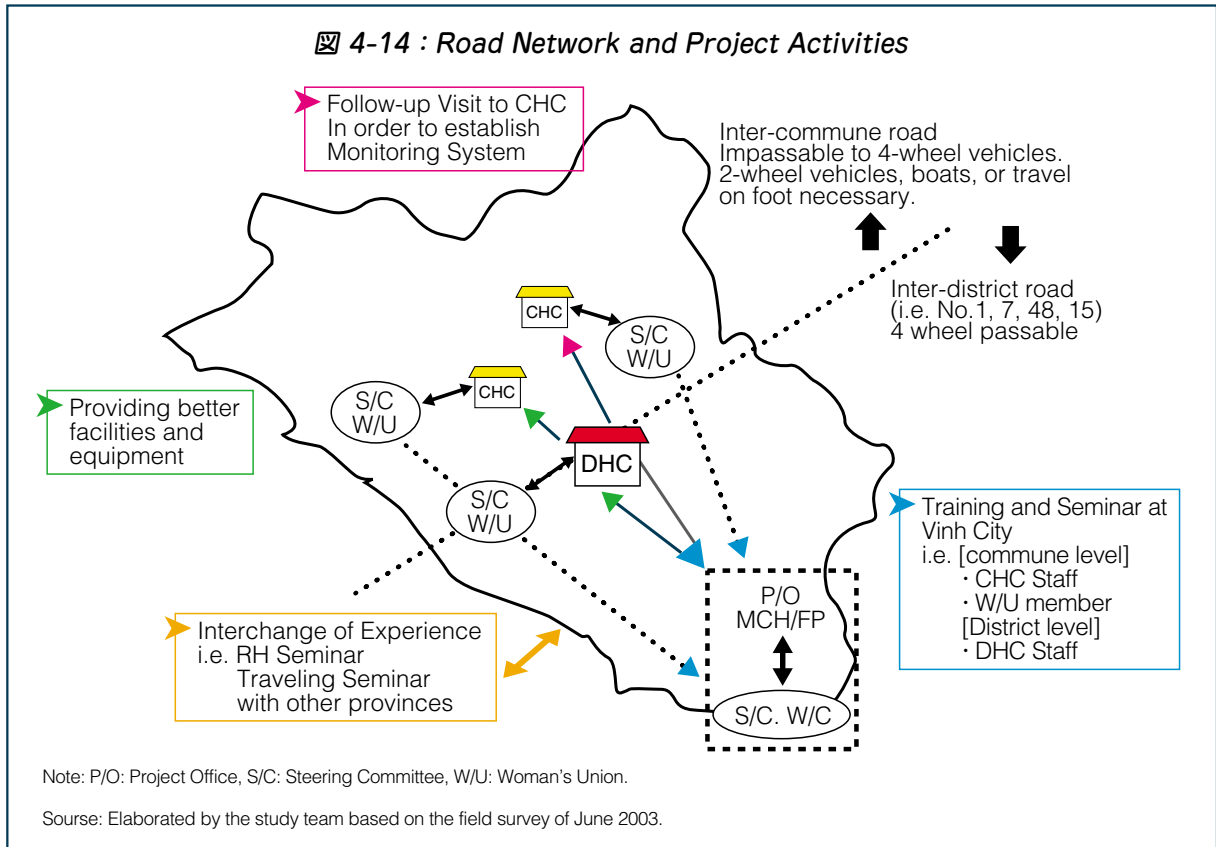 図 4-14 : Road Network and Project Activities
Follow-up Visit to CHC
In order to establish
Monitoring System
Inter-commune road
Impassable to 4-wheel vehicles.
2-wheel vehicles, boats, or travel
on foot necessary.
Inter-district road
(i.e. No.1, 7, 48, 15)
4 wheel passable
CHC
S/C
W/U
CHC
S/C
W/U
Providing better
facilities and
equipment
DHC
S/C
W/U
Training and Seminar at
Vinh City
i.e. [commune level]
・CHC Staff
・W/U member
[District level]
・DHC Staff
P/O
MCH/FP
S/C. W/C
Interchange of Experience
i.e. RH Seminar
Traveling Seminar
with other provinces
Note: P/O: Project Office, S/C: Steering Committee, W/U: Woman's Union.
Sourse: Elaborated by the study team based on the field survey of June 2003.